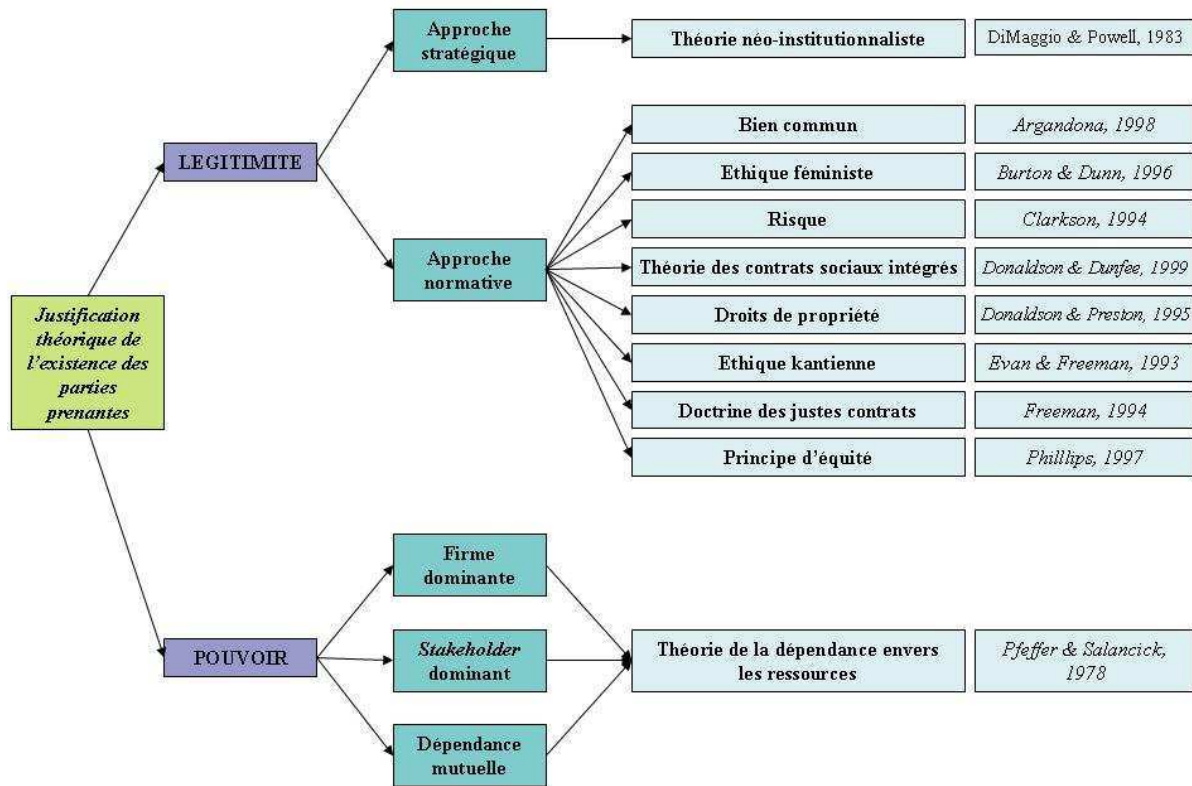 Approche
stratégique
Théorie néo-institutionnaliste
DiMaggio & Powell, 1983
LEGITIMITE
Bien commun
Argandona, 1998
Ethique féministe
Burton & Dunn, 1996
Risque
Clarkson, 1994
Approche
normative
Théorie des contrats sociaux intégrés
Donaldson & Dunfee, 1999
Droits de propriété
Donaldson & Preston, 1995
Ethique kantienne
Evan & Freeman, 1993
Doctrine des justes contrats
Freeman, 1994
Principe d'équité
Philllips, 1997
Justification
théorique de
l'existence des
parties
prenantes
POUVOIR
Firme
dominante
Stakeholder
dominant
Dépendance
mutuelle
Théorie de la dépendance envers
les ressources
Pfeffer & Salancick,
1978